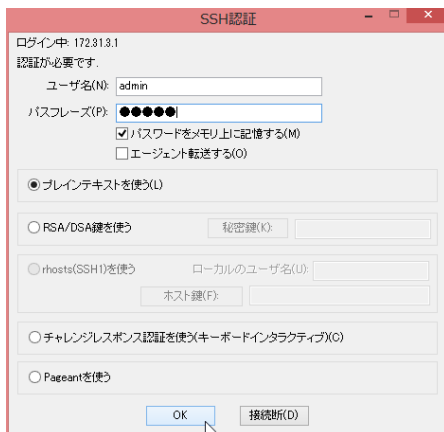 SSH認証
ログイン中: 172.31.3.1
認証が必要です.
ユーザ名(N): admin
パスフレーズ(P): ●●●●●
パスワードをメモリ上に記憶する(M)
エージェント転送する(O)
プレインテキストを使う(L)
RSA/DSA鍵を使う 秘密鍵(K):
rhosts(SSH1)を使う ローカルのユーザ名(U):
ホスト鍵(F):
チャレンジレスポンス認証を使う(キーボードインタラクティブ)(C)
Pageantを使う
OK 接続断(D)